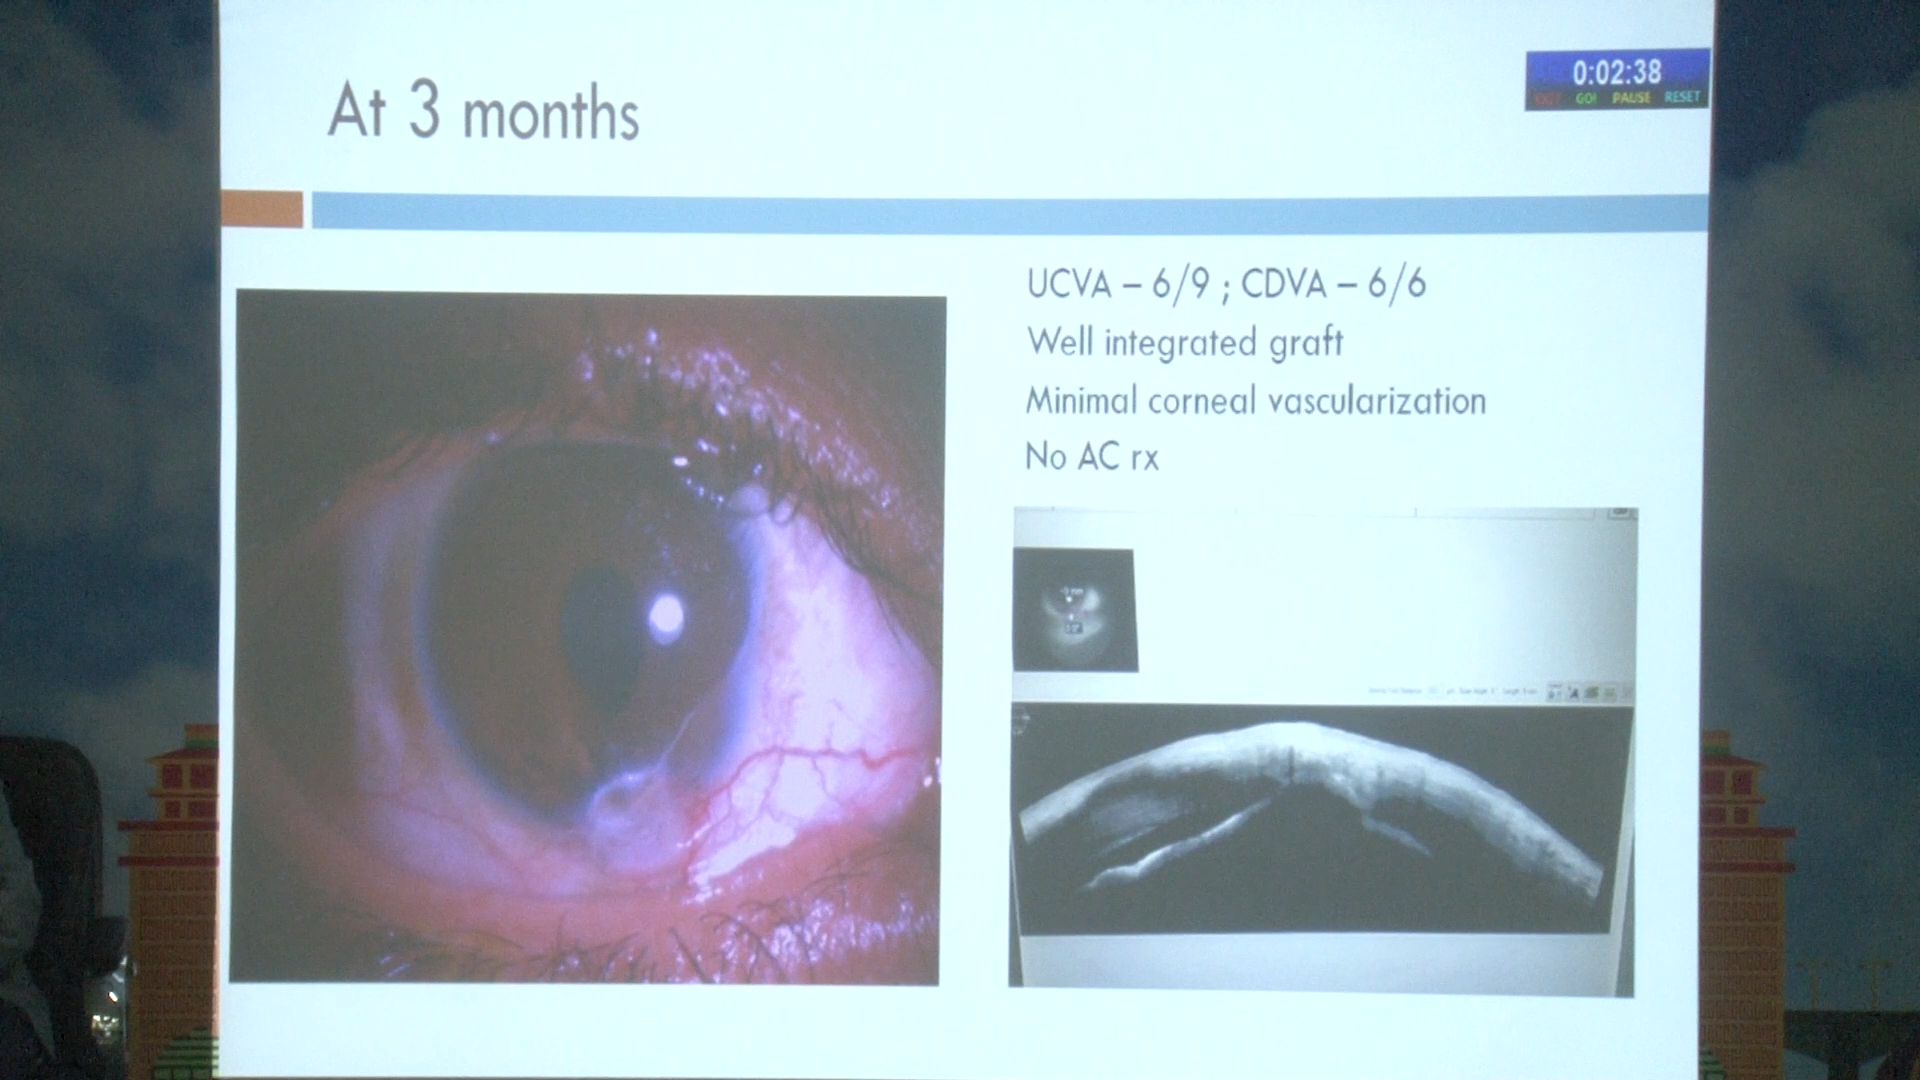 At 3 months
0:02:38
GO! PAUSE RESET
UCVA – 6/9 ; CDVA – 6/6
Well integrated graft
Minimal corneal vascularization
No AC rx